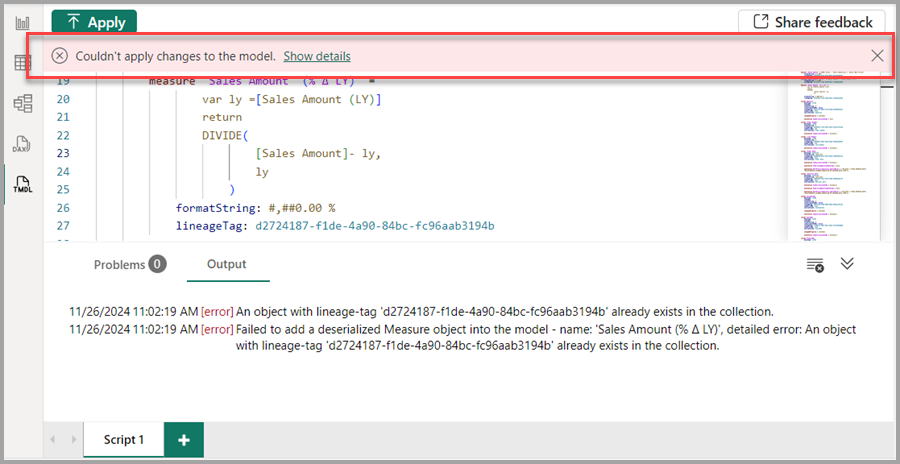 Apply
Share feedback
Couldn't apply changes to the model. Show details
19 measure 'Sales Amount (% Δ LY)' =
20 var ly =[Sales Amount (LY)]
21 return
22 DIVIDE(
23 [Sales Amount]- ly,
24 ly
25 )
26 formatString: #,##0.00 %
27 lineageTag: d2724187-f1de-4a90-84bc-fc96aab3194b
DAX
TMDL
Problems 0 Output
11/26/2024 11:02:19 AM [error] An object with lineage-tag 'd2724187-f1de-4a90-84bc-fc96aab3194b' already exists in the collection.
11/26/2024 11:02:19 AM [error] Failed to add a deserialized Measure object into the model - name: 'Sales Amount (% Δ LY)', detailed error: An object
with lineage-tag 'd2724187-f1de-4a90-84bc-fc96aab3194b' already exists in the collection.
Script 1